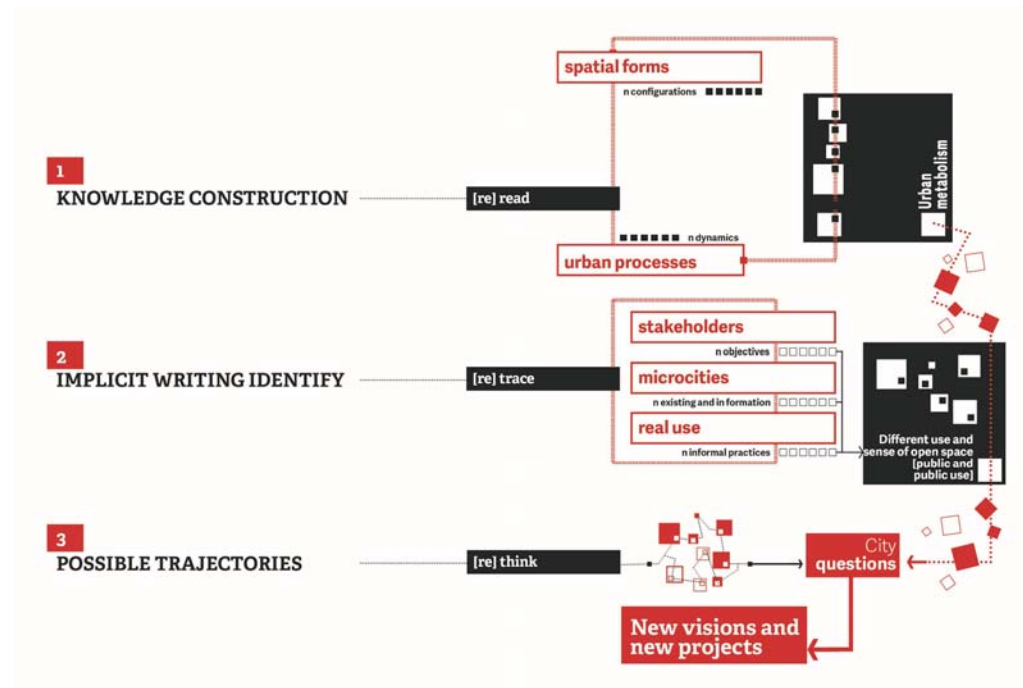 spatial forms
n configurations
1
KNOWLEDGE CONSTRUCTION
[re] read
Urban
metabolism
n dynamics
urban processes
2
IMPLICIT WRITING IDENTIFY
[re] trace
stakeholders
n objectives
microcities
n existing and in formation
real use
n informal practices
Different use and
sense of open space
[public and
public use]
3
POSSIBLE TRAJECTORIES
[re] think
City
questions
New visions and
new projects